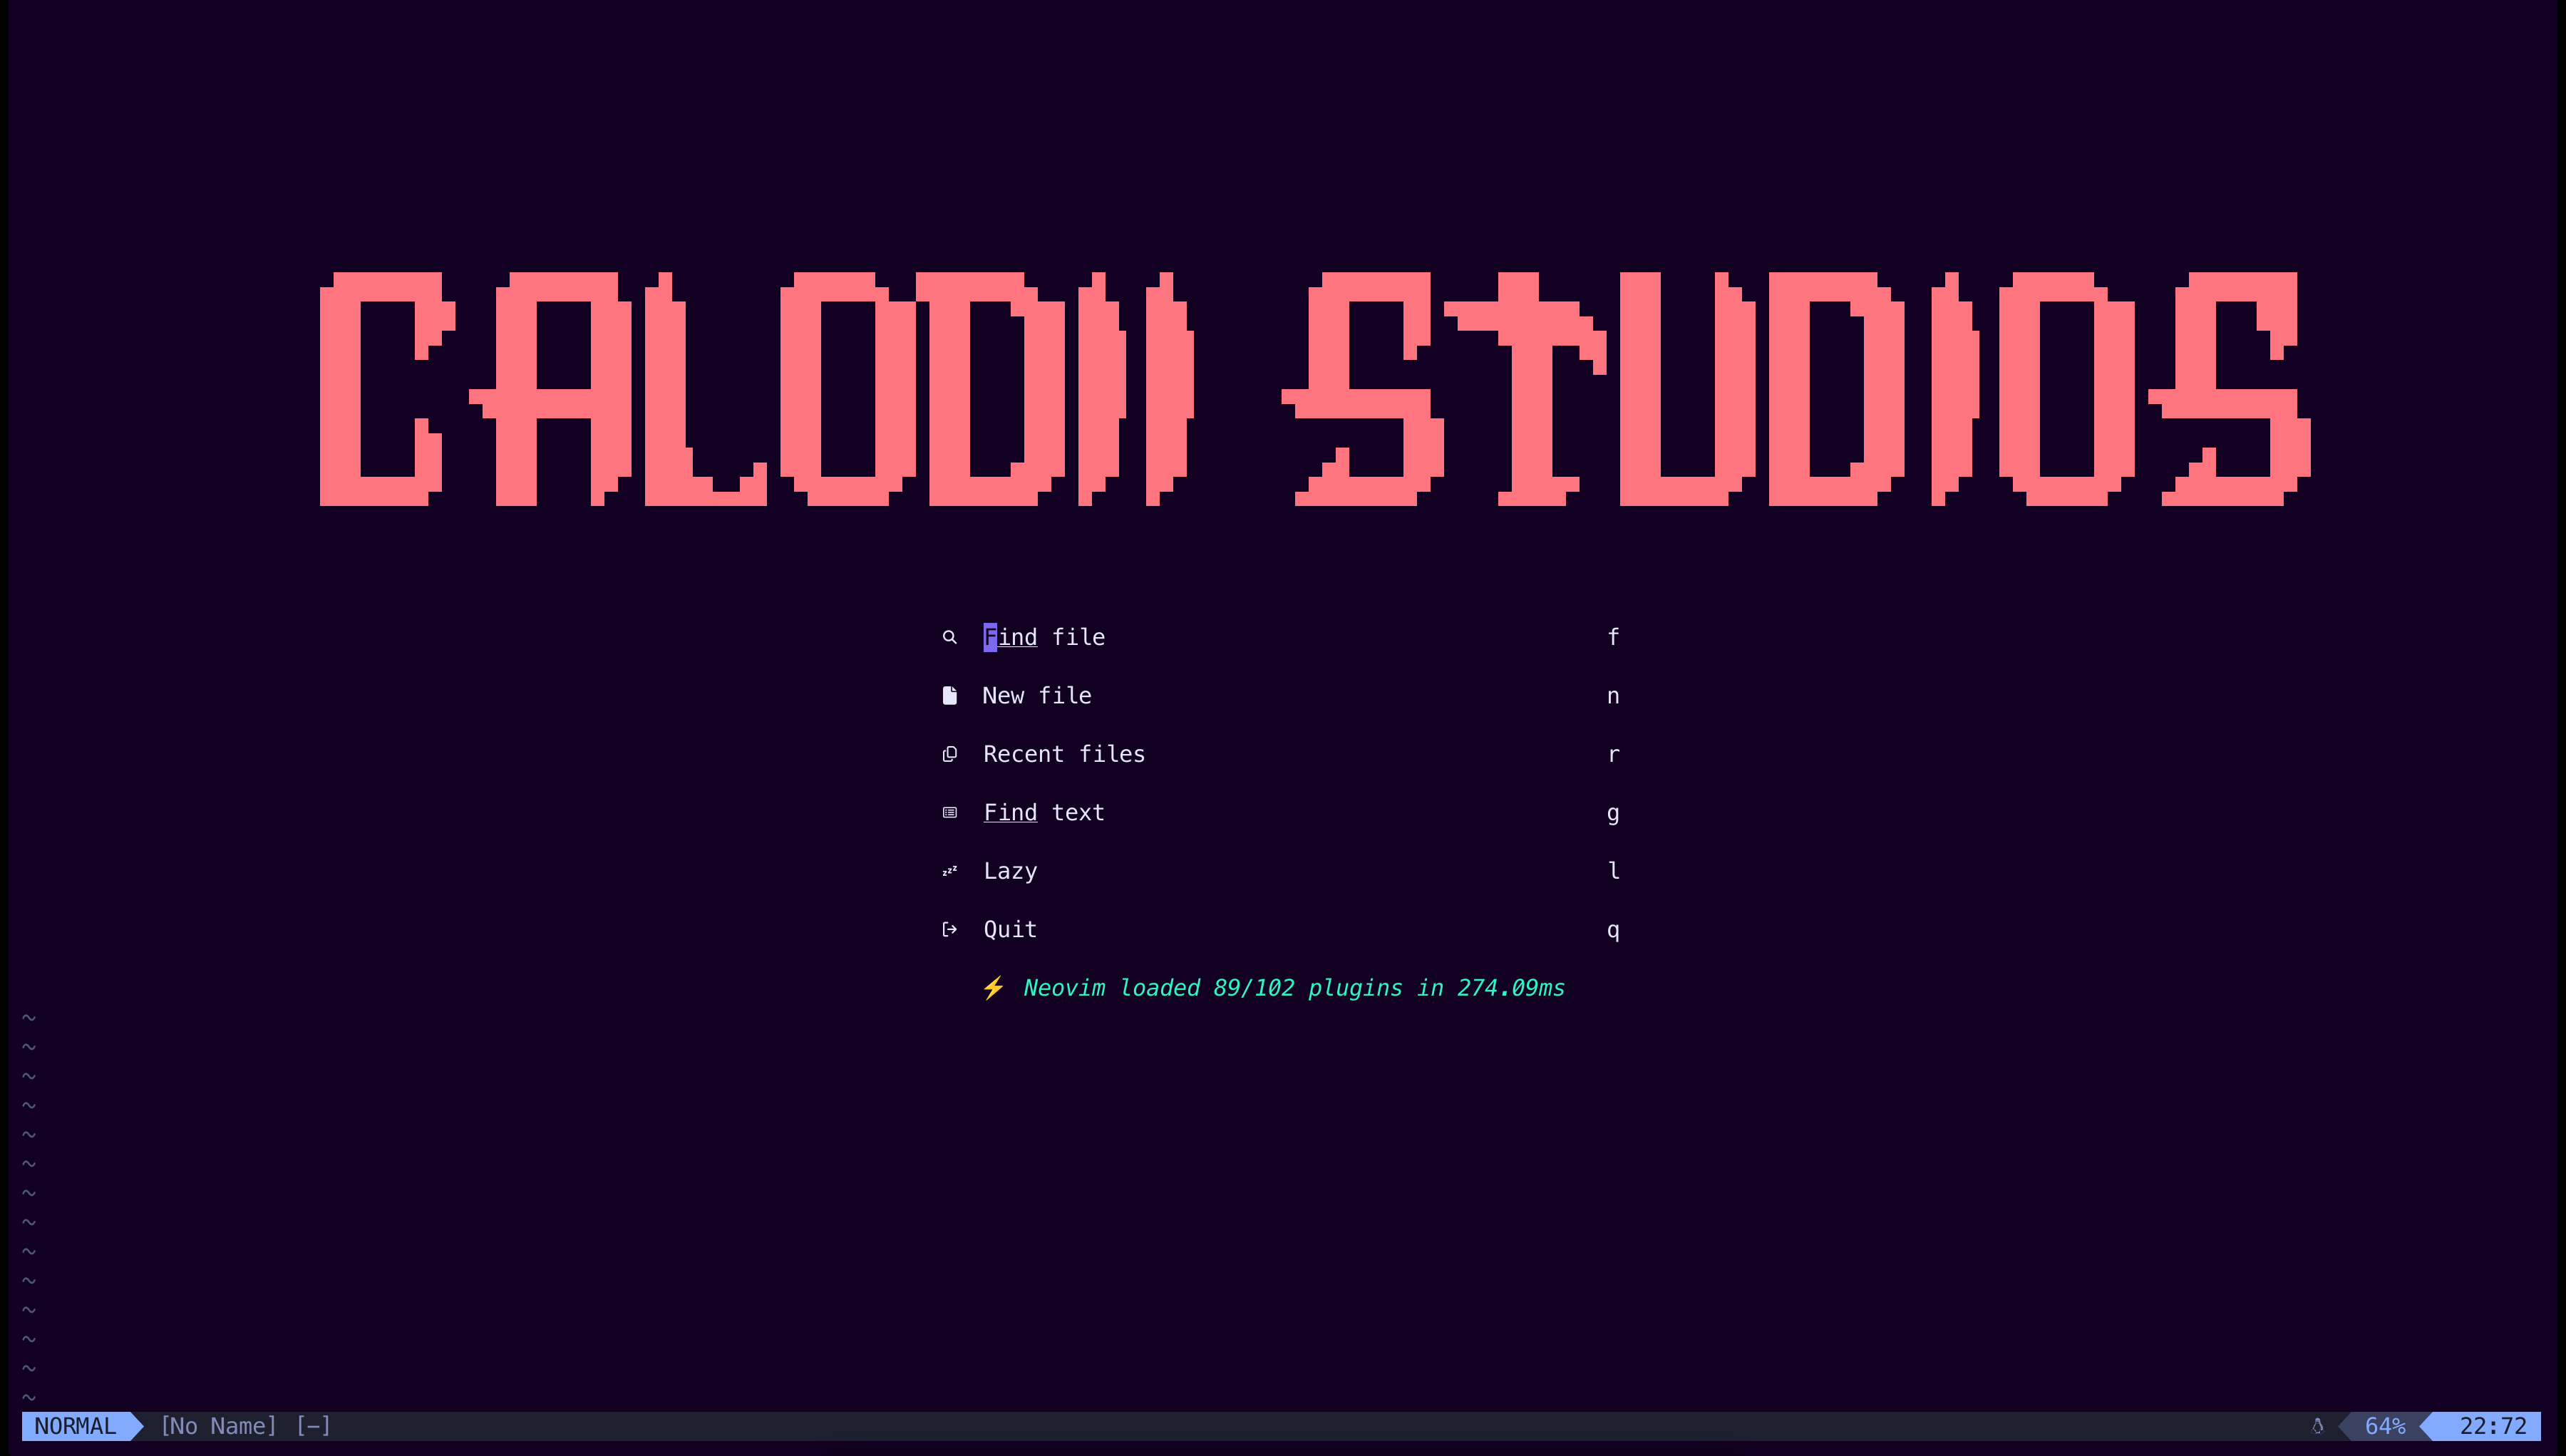 CALODII STUDIOS
Find file f
New file n
Recent files r
Find text g
Lazy l
Quit q
⚡ Neovim loaded 89/102 plugins in 274.09ms
~
~
~
~
~
~
~
~
~
~
~
~
~
~
NORMAL [No Name] [-] 64% 22:72